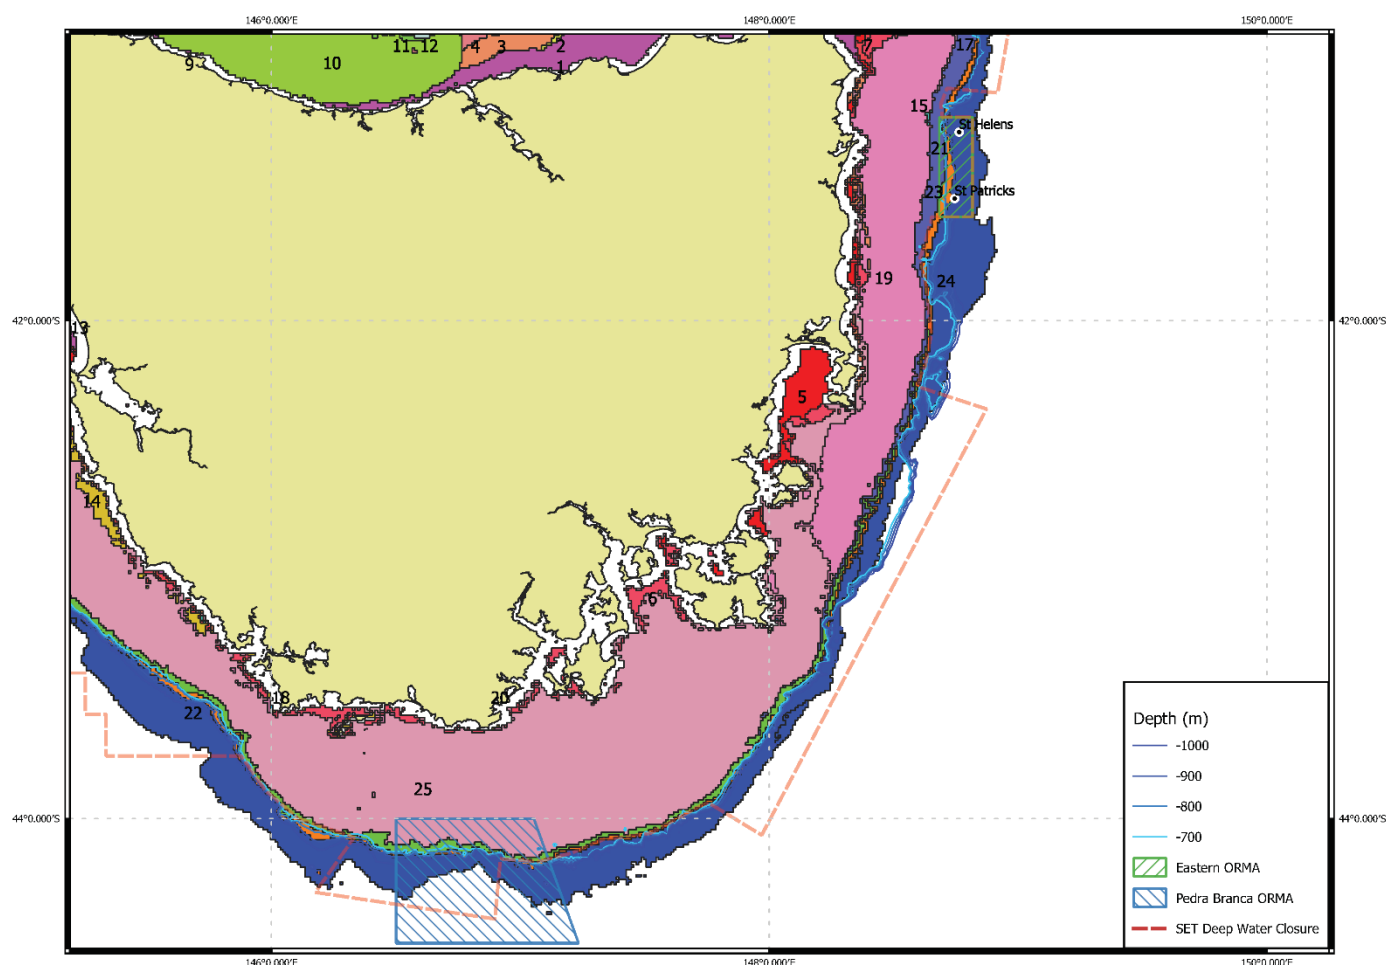 146°0.000'E 148°0.000'E 150°0.000'E
11 12 4 3 2 7 17
9 10 1
15
St Helens
21
23 St Patricks
19 24
42°0.000'S 42°0.000'S
13
5
14
6
18 20
22
25
44°0.000'S 44°0.000'S
Depth (m)
-1000
-900
-800
-700
Eastern ORMA
Pedra Branca ORMA
SET Deep Water Closure
146°0.000'E 148°0.000'E 150°0.000'E